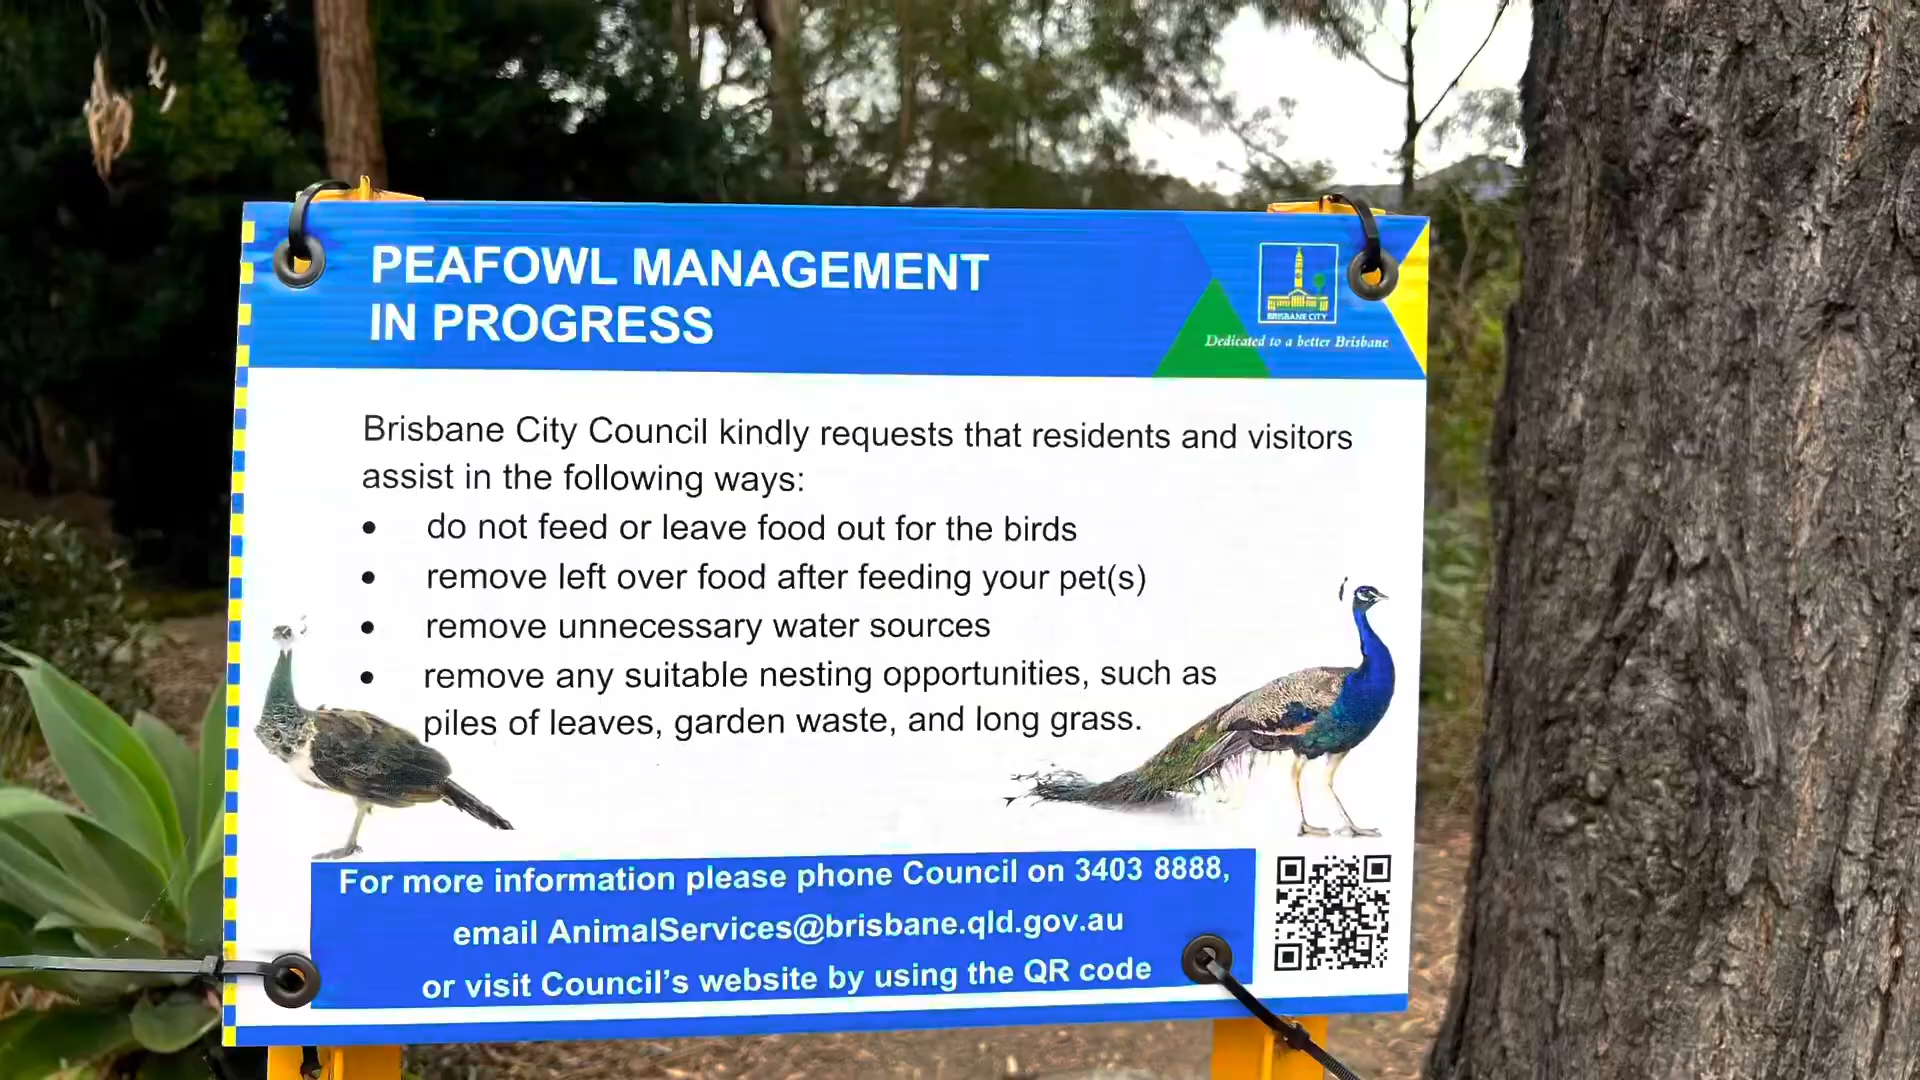 PEAFOWL MANAGEMENT
IN PROGRESS
BRISBANE CITY
Dedicated to a better Brisbane
Brisbane City Council kindly requests that residents and visitors
assist in the following ways:
• do not feed or leave food out for the birds
• remove left over food after feeding your pet(s)
• remove unnecessary water sources
• remove any suitable nesting opportunities, such as
piles of leaves, garden waste, and long grass.
For more information please phone Council on 3403 8888,
email AnimalServices@brisbane.qld.gov.au
or visit Council's website by using the QR code